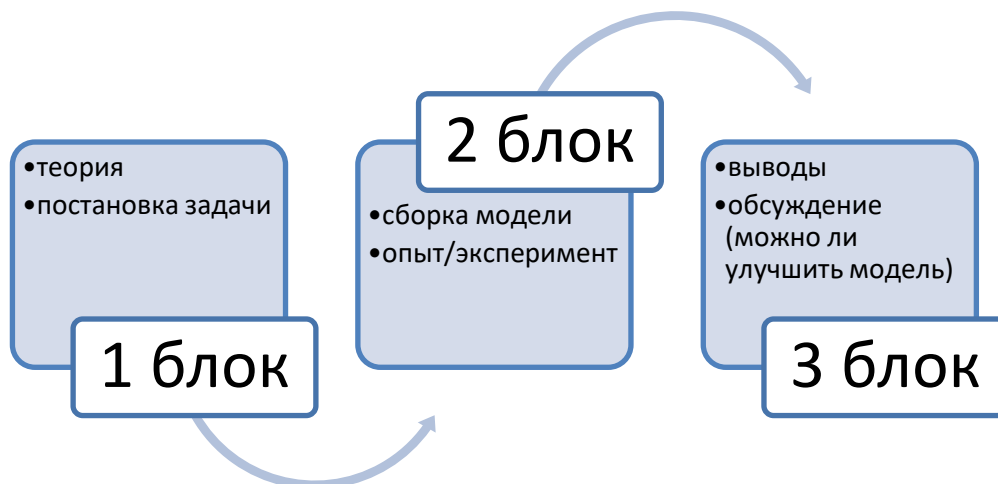 •теория
•постановка задачи
1 блок
2 блок
•сборка модели
•опыт/эксперимент
•выводы
•обсуждение
(можно ли
улучшить модель)
3 блок